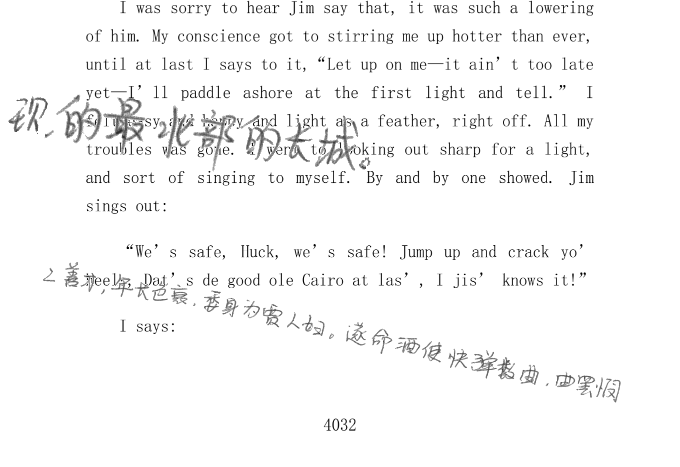 I was sorry to hear Jim say that, it was such a lowering
of him. My conscience got to stirring me up hotter than ever,
until at last I says to it, “Let up on me—it ain’t too late
yet—I’ll paddle ashore at the first light and tell.” I
的最北部的长城。
and happy and light as a feather, right off. All my
troubles was gone. I went to looking out sharp for a light,
and sort of singing to myself. By and by one showed. Jim
sings out:
“We’s safe, Huck, we’s safe! Jump up and crack yo’
Dat’s de good ole Cairo at las’, I jis’ knows it!”
善才,年长色衰,委身为贾人妇。遂命酒使快弹数曲,曲罢悯
I says:
4032